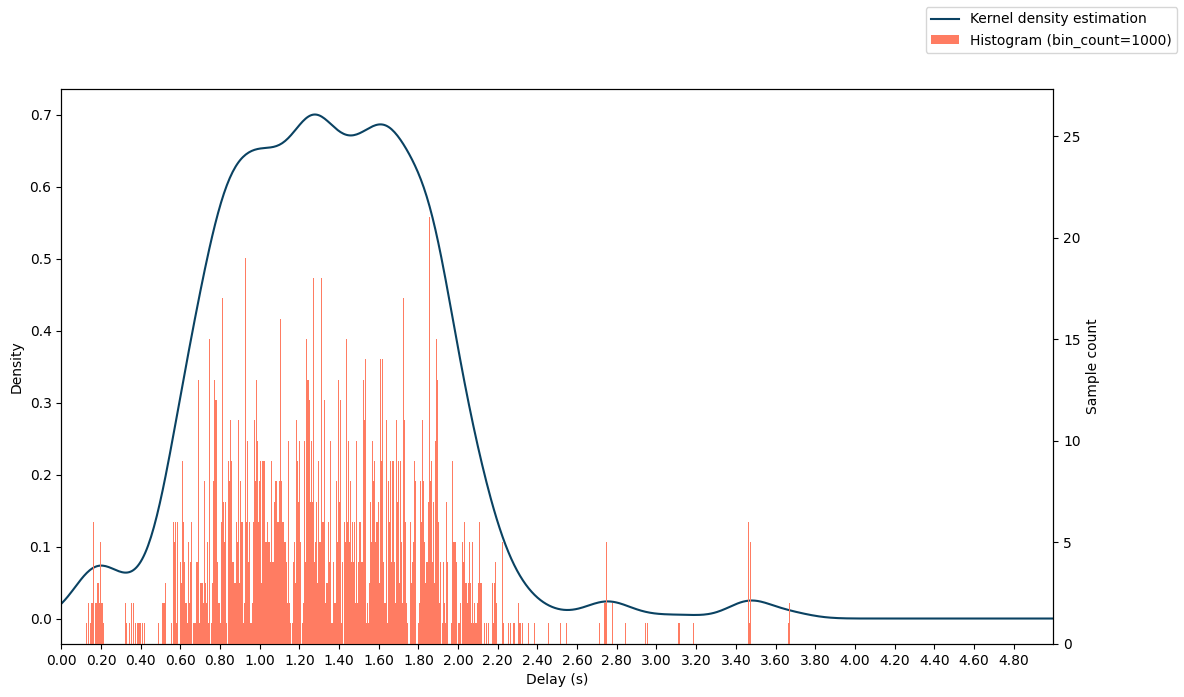 Kernel density estimation
Histogram (bin_count=1000)
0.7
0.6
0.5
0.4
0.3
0.2
0.1
0.0
Density
25
20
15
10
5
0
Sample count
0.00 0.20 0.40 0.60 0.80 1.00 1.20 1.40 1.60 1.80 2.00 2.20 2.40 2.60 2.80 3.00 3.20 3.40 3.60 3.80 4.00 4.20 4.40 4.60 4.80
Delay (s)